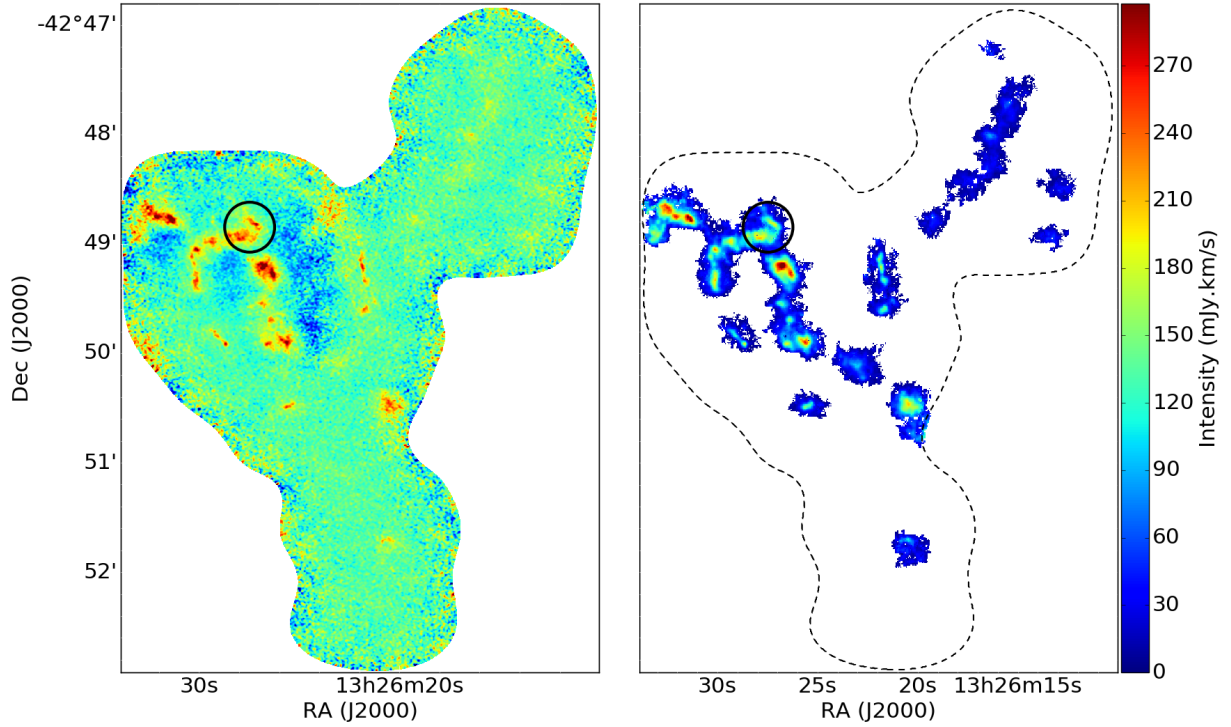 -42°47'
48'
49'
50'
51'
52'
Dec (J2000)
30s 13h26m20s
RA (J2000)
30s 25s 20s 13h26m15s
RA (J2000)
270
240
210
180
150
120
90
60
30
0
Intensity (mJy.km/s)